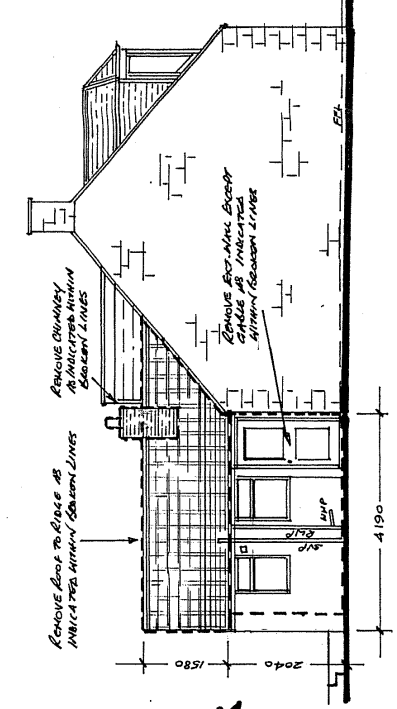 REMOVE ROOF TO RIDGE AS
INDICATED WITHIN BROKEN LINES
REMOVE CHIMNEY
AS INDICATED WITHIN
BROKEN LINES
REMOVE EXT. WALL EXCEPT
GABLE AS INDICATED
WITHIN BROKEN LINES
FFL
1580
2040
SVP
RWP
4190